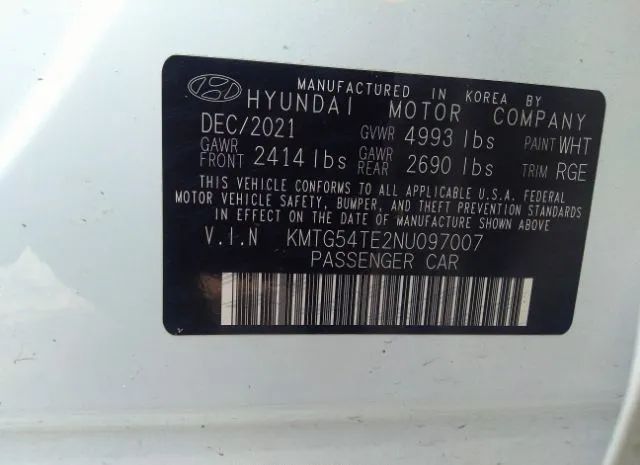 MANUFACTURED IN KOREA BY
HYUNDAI MOTOR COMPANY
DEC/2021 GVWR 4993 lbs PAINT WHT
GAWR FRONT 2414 lbs GAWR REAR 2690 lbs TRIM RGE
THIS VEHICLE CONFORMS TO ALL APPLICABLE U.S.A. FEDERAL
MOTOR VEHICLE SAFETY, BUMPER, AND THEFT PREVENTION STANDARDS
IN EFFECT ON THE DATE OF MANUFACTURE SHOWN ABOVE
V.I.N KMTG54TE2NU097007
PASSENGER CAR